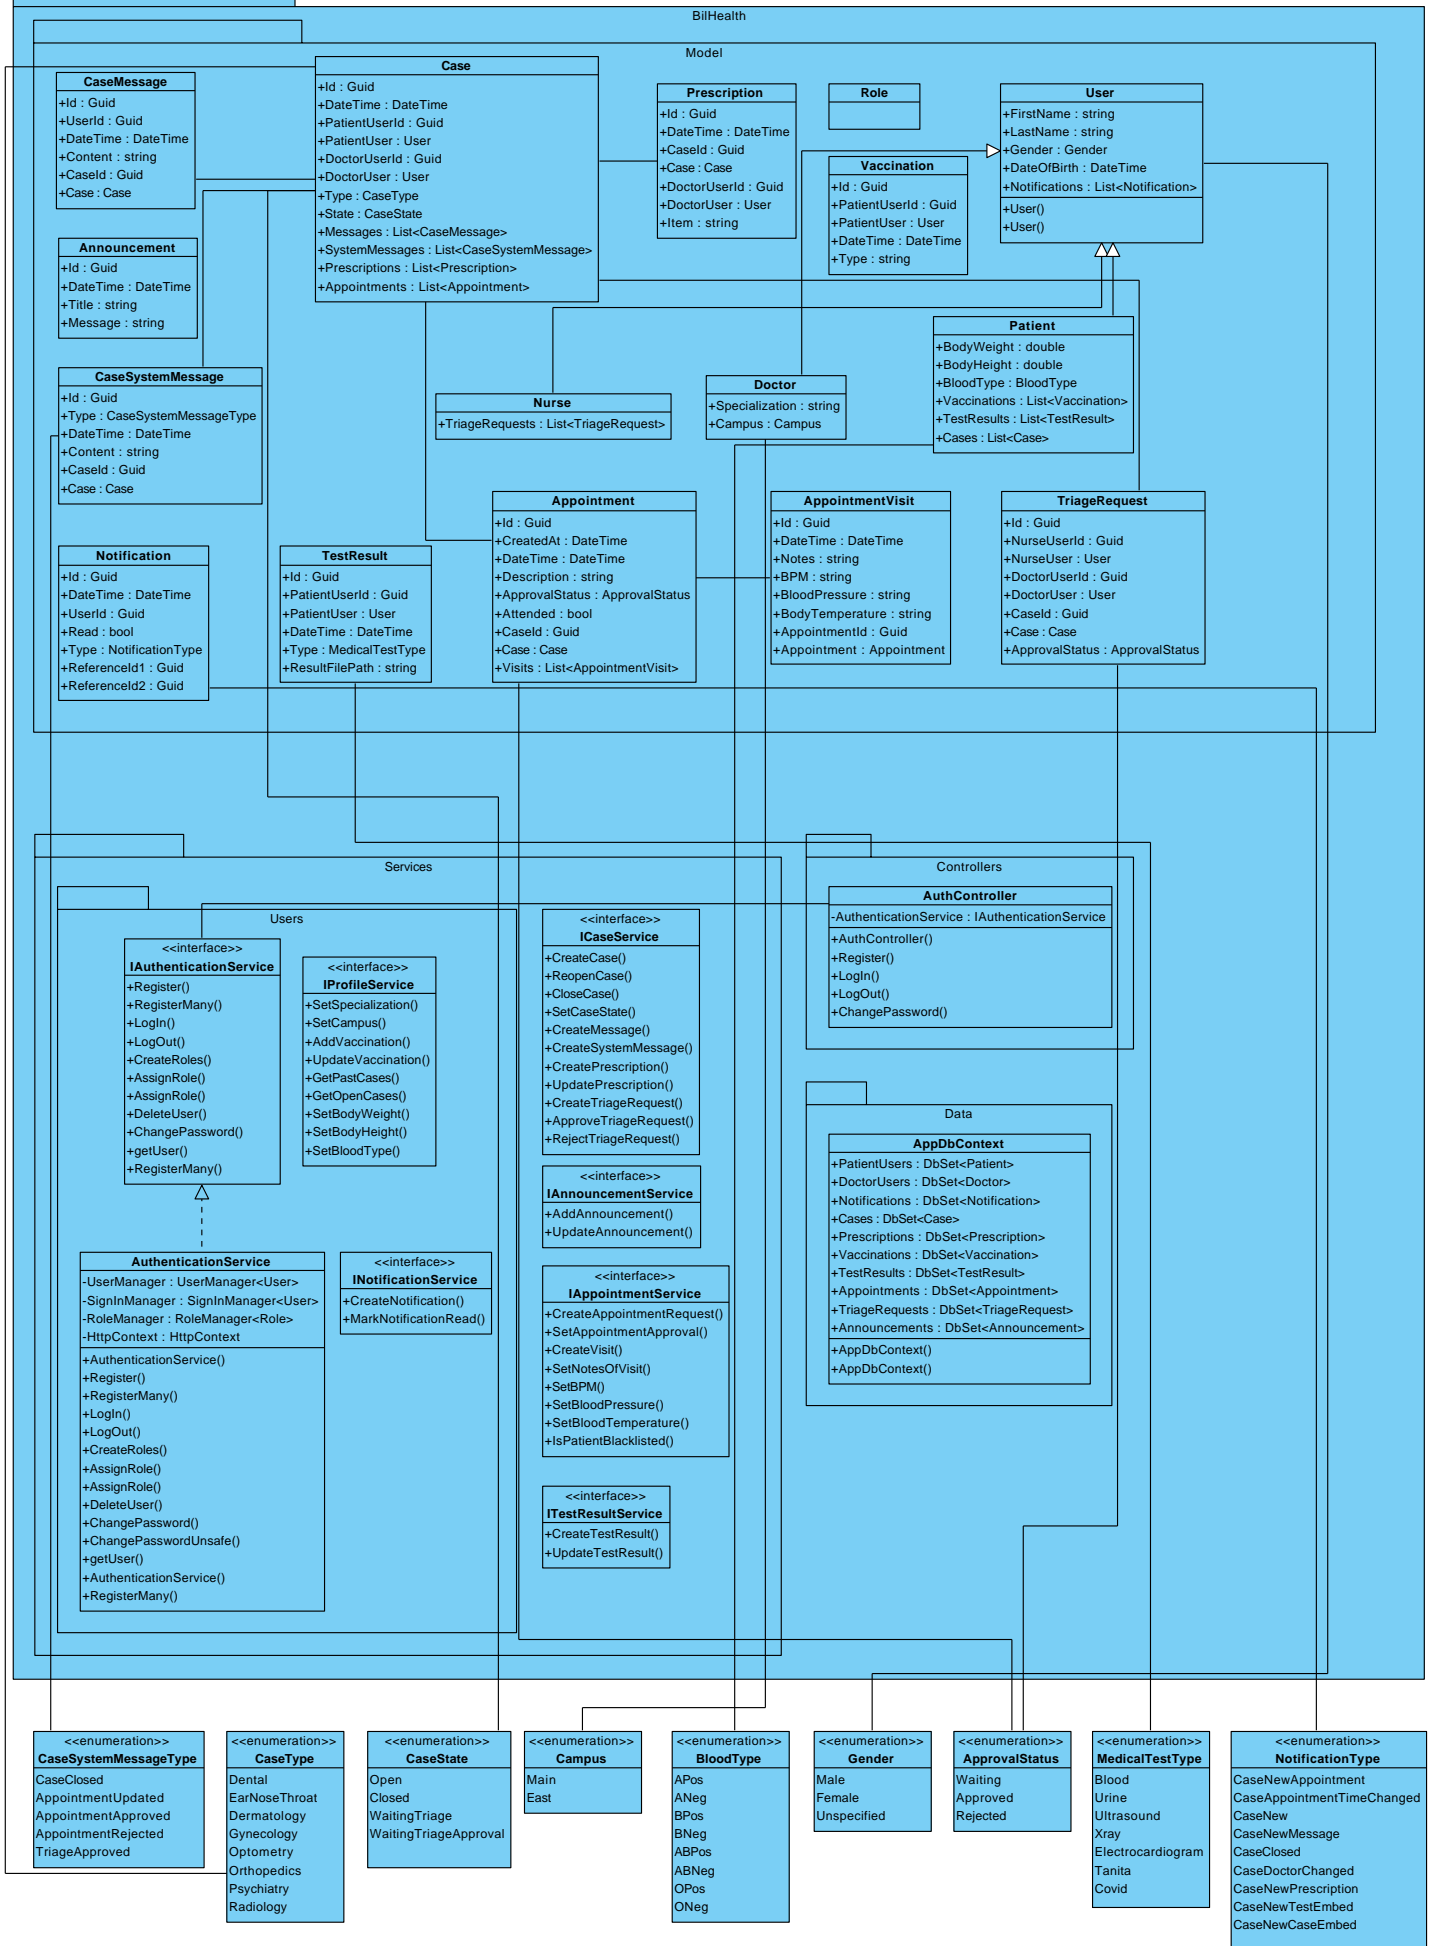 BilHealth
Model
CaseMessage
+Id : Guid
+UserId : Guid
+DateTime : DateTime
+Content : string
+CaseId : Guid
+Case : Case
Case
+Id : Guid
+DateTime : DateTime
+PatientUserId : Guid
+PatientUser : User
+DoctorUserId : Guid
+DoctorUser : User
+Type : CaseType
+State : CaseState
+Messages : List<CaseMessage>
+SystemMessages : List<CaseSystemMessage>
+Prescriptions : List<Prescription>
+Appointments : List<Appointment>
Prescription
+Id : Guid
+DateTime : DateTime
+CaseId : Guid
+Case : Case
+DoctorUserId : Guid
+DoctorUser : User
+Item : string
Role
Vaccination
+Id : Guid
+PatientUserId : Guid
+PatientUser : User
+DateTime : DateTime
+Type : string
User
+FirstName : string
+LastName : string
+Gender : Gender
+DateOfBirth : DateTime
+Notifications : List<Notification>
+User()
+User()
Announcement
+Id : Guid
+DateTime : DateTime
+Title : string
+Message : string
CaseSystemMessage
+Id : Guid
+Type : CaseSystemMessageType
+DateTime : DateTime
+Content : string
+CaseId : Guid
+Case : Case
Nurse
+TriageRequests : List<TriageRequest>
Doctor
+Specialization : string
+Campus : Campus
Patient
+BodyWeight : double
+BodyHeight : double
+BloodType : BloodType
+Vaccinations : List<Vaccination>
+TestResults : List<TestResult>
+Cases : List<Case>
Notification
+Id : Guid
+DateTime : DateTime
+UserId : Guid
+Read : bool
+Type : NotificationType
+ReferenceId1 : Guid
+ReferenceId2 : Guid
TestResult
+Id : Guid
+PatientUserId : Guid
+PatientUser : User
+DateTime : DateTime
+Type : MedicalTestType
+ResultFilePath : string
Appointment
+Id : Guid
+CreatedAt : DateTime
+DateTime : DateTime
+Description : string
+ApprovalStatus : ApprovalStatus
+Attended : bool
+CaseId : Guid
+Case : Case
+Visits : List<AppointmentVisit>
AppointmentVisit
+Id : Guid
+DateTime : DateTime
+Notes : string
+BPM : string
+BloodPressure : string
+BodyTemperature : string
+AppointmentId : Guid
+Appointment : Appointment
TriageRequest
+Id : Guid
+NurseUserId : Guid
+NurseUser : User
+DoctorUserId : Guid
+DoctorUser : User
+CaseId : Guid
+Case : Case
+ApprovalStatus : ApprovalStatus
Services
Users
<<interface>>
IAuthenticationService
+Register()
+RegisterMany()
+LogIn()
+LogOut()
+CreateRoles()
+AssignRole()
+AssignRole()
+DeleteUser()
+ChangePassword()
+getUser()
+RegisterMany()
<<interface>>
IProfileService
+SetSpecialization()
+SetCampus()
+AddVaccination()
+UpdateVaccination()
+GetPastCases()
+GetOpenCases()
+SetBodyWeight()
+SetBodyHeight()
+SetBloodType()
AuthenticationService
-UserManager : UserManager<User>
-SignInManager : SignInManager<User>
-RoleManager : RoleManager<Role>
-HttpContext : HttpContext
+AuthenticationService()
+Register()
+RegisterMany()
+LogIn()
+LogOut()
+CreateRoles()
+AssignRole()
+AssignRole()
+DeleteUser()
+ChangePassword()
+ChangePasswordUnsafe()
+getUser()
+AuthenticationService()
+RegisterMany()
<<interface>>
INotificationService
+CreateNotification()
+MarkNotificationRead()
<<interface>>
ICaseService
+CreateCase()
+ReopenCase()
+CloseCase()
+SetCaseState()
+CreateMessage()
+CreateSystemMessage()
+CreatePrescription()
+UpdatePrescription()
+CreateTriageRequest()
+ApproveTriageRequest()
+RejectTriageRequest()
<<interface>>
IAnnouncementService
+AddAnnouncement()
+UpdateAnnouncement()
<<interface>>
IAppointmentService
+CreateAppointmentRequest()
+SetAppointmentApproval()
+CreateVisit()
+SetNotesOfVisit()
+SetBPM()
+SetBloodPressure()
+SetBloodTemperature()
+IsPatientBlacklisted()
<<interface>>
ITestResultService
+CreateTestResult()
+UpdateTestResult()
Controllers
AuthController
-AuthenticationService : IAuthenticationService
+AuthController()
+Register()
+LogIn()
+LogOut()
+ChangePassword()
Data
AppDbContext
+PatientUsers : DbSet<Patient>
+DoctorUsers : DbSet<Doctor>
+Notifications : DbSet<Notification>
+Cases : DbSet<Case>
+Prescriptions : DbSet<Prescription>
+Vaccinations : DbSet<Vaccination>
+TestResults : DbSet<TestResult>
+Appointments : DbSet<Appointment>
+TriageRequests : DbSet<TriageRequest>
+Announcements : DbSet<Announcement>
+AppDbContext()
+AppDbContext()
<<enumeration>>
CaseSystemMessageType
CaseClosed
AppointmentUpdated
AppointmentApproved
AppointmentRejected
TriageApproved
<<enumeration>>
CaseType
Dental
EarNoseThroat
Dermatology
Gynecology
Optometry
Orthopedics
Psychiatry
Radiology
<<enumeration>>
CaseState
Open
Closed
WaitingTriage
WaitingTriageApproval
<<enumeration>>
Campus
Main
East
<<enumeration>>
BloodType
APos
ANeg
BPos
BNeg
ABPos
ABNeg
OPos
ONeg
<<enumeration>>
Gender
Male
Female
Unspecified
<<enumeration>>
ApprovalStatus
Waiting
Approved
Rejected
<<enumeration>>
MedicalTestType
Blood
Urine
Ultrasound
Xray
Electrocardiogram
Tanita
Covid
<<enumeration>>
NotificationType
CaseNewAppointment
CaseAppointmentTimeChanged
CaseNew
CaseNewMessage
CaseClosed
CaseDoctorChanged
CaseNewPrescription
CaseNewTestEmbed
CaseNewCaseEmbed